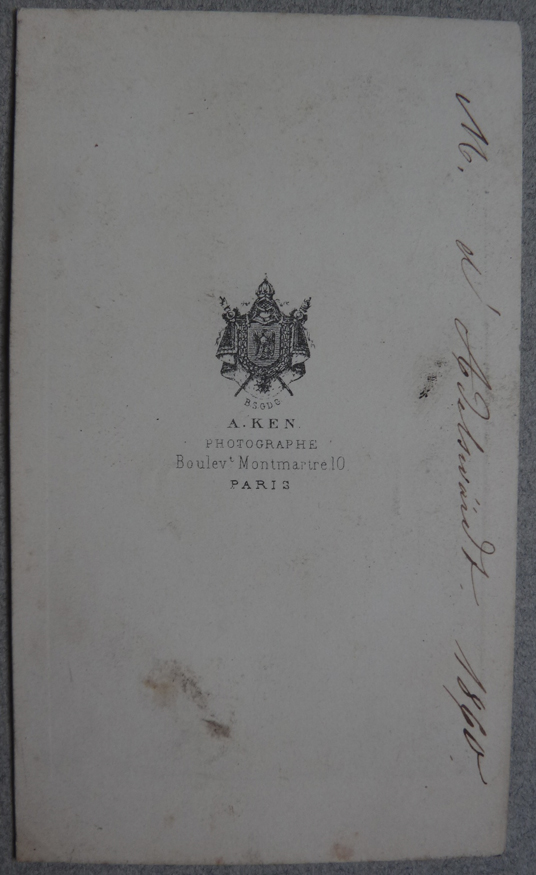 BSGDG
A. KEN
PHOTOGRAPHE
Boulevt. Montmartre 10
PARIS
M. d' 1860.